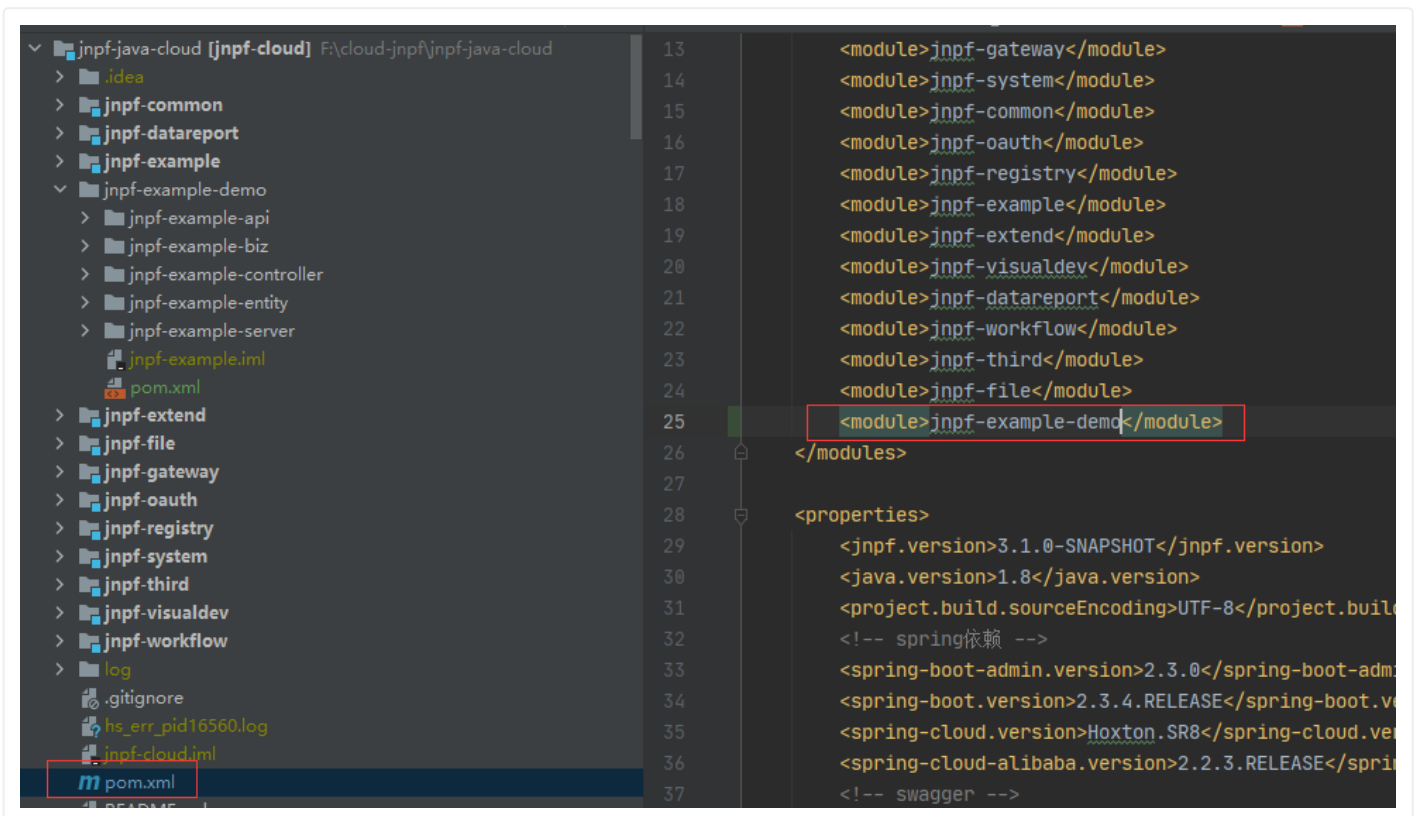 jnpf-java-cloud [jnpf-cloud] F:\cloud-jnpf\jnpf-java-cloud
.idea
jnpf-common
jnpf-datareport
jnpf-example
jnpf-example-demo
jnpf-example-api
jnpf-example-biz
jnpf-example-controller
jnpf-example-entity
jnpf-example-server
jnpf-example.iml
pom.xml
jnpf-extend
jnpf-file
jnpf-gateway
jnpf-oauth
jnpf-registry
jnpf-system
jnpf-third
jnpf-visualdev
jnpf-workflow
log
.gitignore
hs_err_pid16560.log
jnpf-cloud.iml
pom.xml
13 <module>jnpf-gateway</module>
14 <module>jnpf-system</module>
15 <module>jnpf-common</module>
16 <module>jnpf-oauth</module>
17 <module>jnpf-registry</module>
18 <module>jnpf-example</module>
19 <module>jnpf-extend</module>
20 <module>jnpf-visualdev</module>
21 <module>jnpf-datareport</module>
22 <module>jnpf-workflow</module>
23 <module>jnpf-third</module>
24 <module>jnpf-file</module>
25 <module>jnpf-example-demo</module>
26 </modules>
27
28 <properties>
29 <jnpf.version>3.1.0-SNAPSHOT</jnpf.version>
30 <java.version>1.8</java.version>
31 <project.build.sourceEncoding>UTF-8</project.buil
32 <!-- spring依赖 -->
33 <spring-boot-admin.version>2.3.0</spring-boot-adm
34 <spring-boot.version>2.3.4.RELEASE</spring-boot.ve
35 <spring-cloud.version>Hoxton.SR8</spring-cloud.ver
36 <spring-cloud-alibaba.version>2.2.3.RELEASE</spri
37 <!-- swagger -->